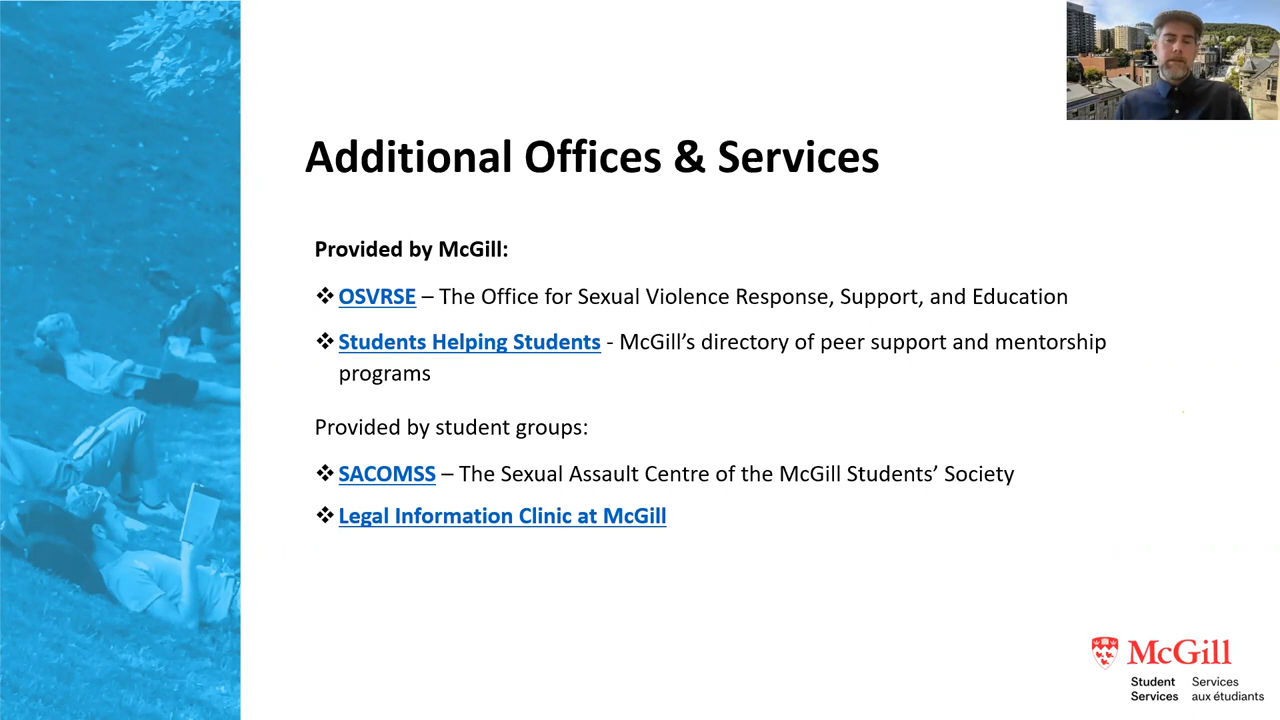 Additional Offices & Services
Provided by McGill:
❖ OSVRSE – The Office for Sexual Violence Response, Support, and Education
❖ Students Helping Students - McGill’s directory of peer support and mentorship
programs
Provided by student groups:
❖ SACOMSS – The Sexual Assault Centre of the McGill Students’ Society
❖ Legal Information Clinic at McGill
McGill
Student Services
Services aux étudiants